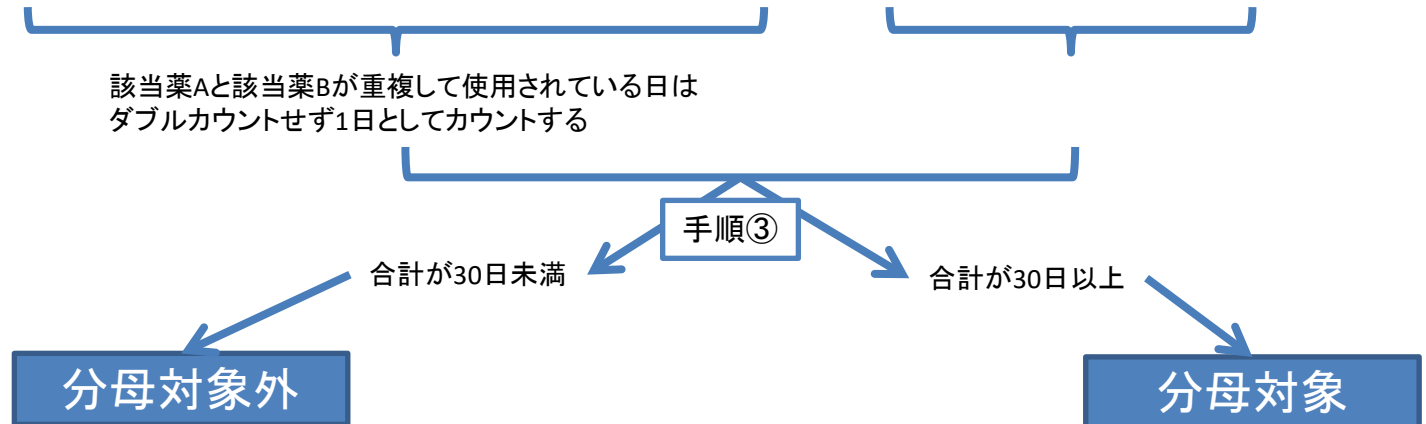 該当薬Aと該当薬Bが重複して使用されている日は
ダブルカウントせず1日としてカウントする
手順③
合計が30日未満
合計が30日以上
分母対象外
分母対象